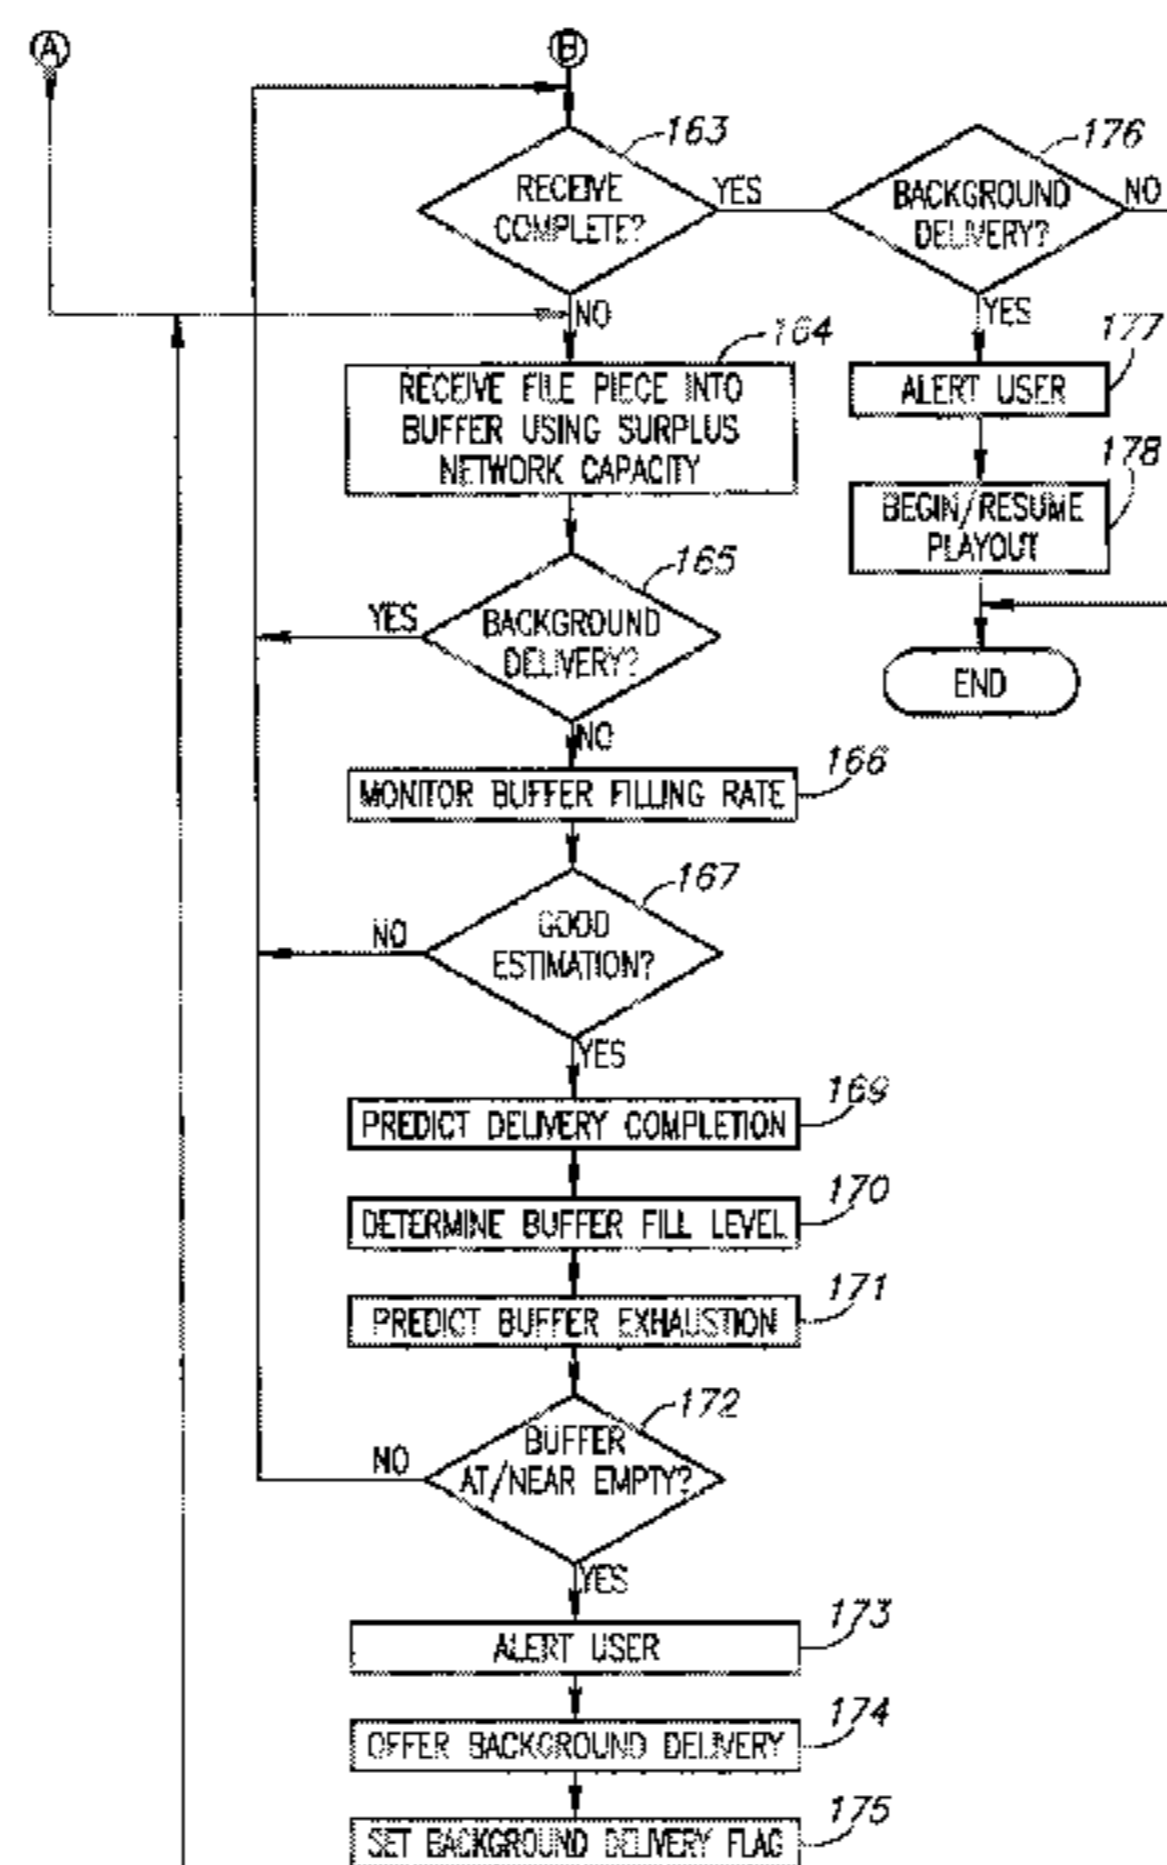 A
B
163
RECEIVE
COMPLETE?
YES
176
BACKGROUND
DELIVERY?
NO
NO
YES
164
RECEIVE FILE PIECE INTO
BUFFER USING SURPLUS
NETWORK CAPACITY
177
ALERT USER
178
BEGIN/RESUME
PLAYOUT
END
165
BACKGROUND
DELIVERY?
YES
NO
166
MONITOR BUFFER FILLING RATE
167
GOOD
ESTIMATION?
NO
YES
169
PREDICT DELIVERY COMPLETION
170
DETERMINE BUFFER FILL LEVEL
171
PREDICT BUFFER EXHAUSTION
172
BUFFER
AT/NEAR EMPTY?
NO
YES
173
ALERT USER
174
OFFER BACKGROUND DELIVERY
175
SET BACKGROUND DELIVERY FLAG